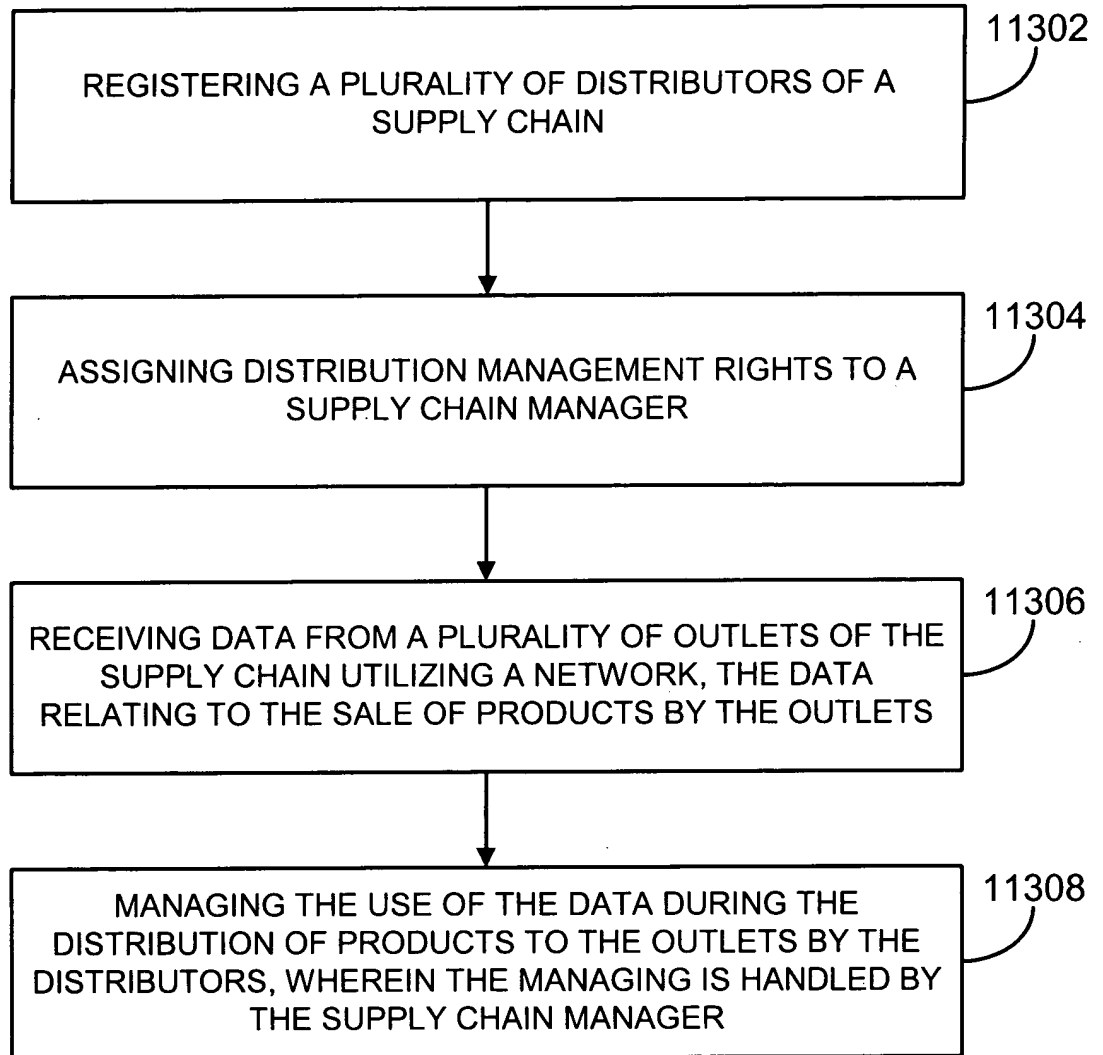 11302
REGISTERING A PLURALITY OF DISTRIBUTORS OF A
SUPPLY CHAIN
11304
ASSIGNING DISTRIBUTION MANAGEMENT RIGHTS TO A
SUPPLY CHAIN MANAGER
11306
RECEIVING DATA FROM A PLURALITY OF OUTLETS OF THE
SUPPLY CHAIN UTILIZING A NETWORK, THE DATA
RELATING TO THE SALE OF PRODUCTS BY THE OUTLETS
11308
MANAGING THE USE OF THE DATA DURING THE
DISTRIBUTION OF PRODUCTS TO THE OUTLETS BY THE
DISTRIBUTORS, WHEREIN THE MANAGING IS HANDLED BY
THE SUPPLY CHAIN MANAGER